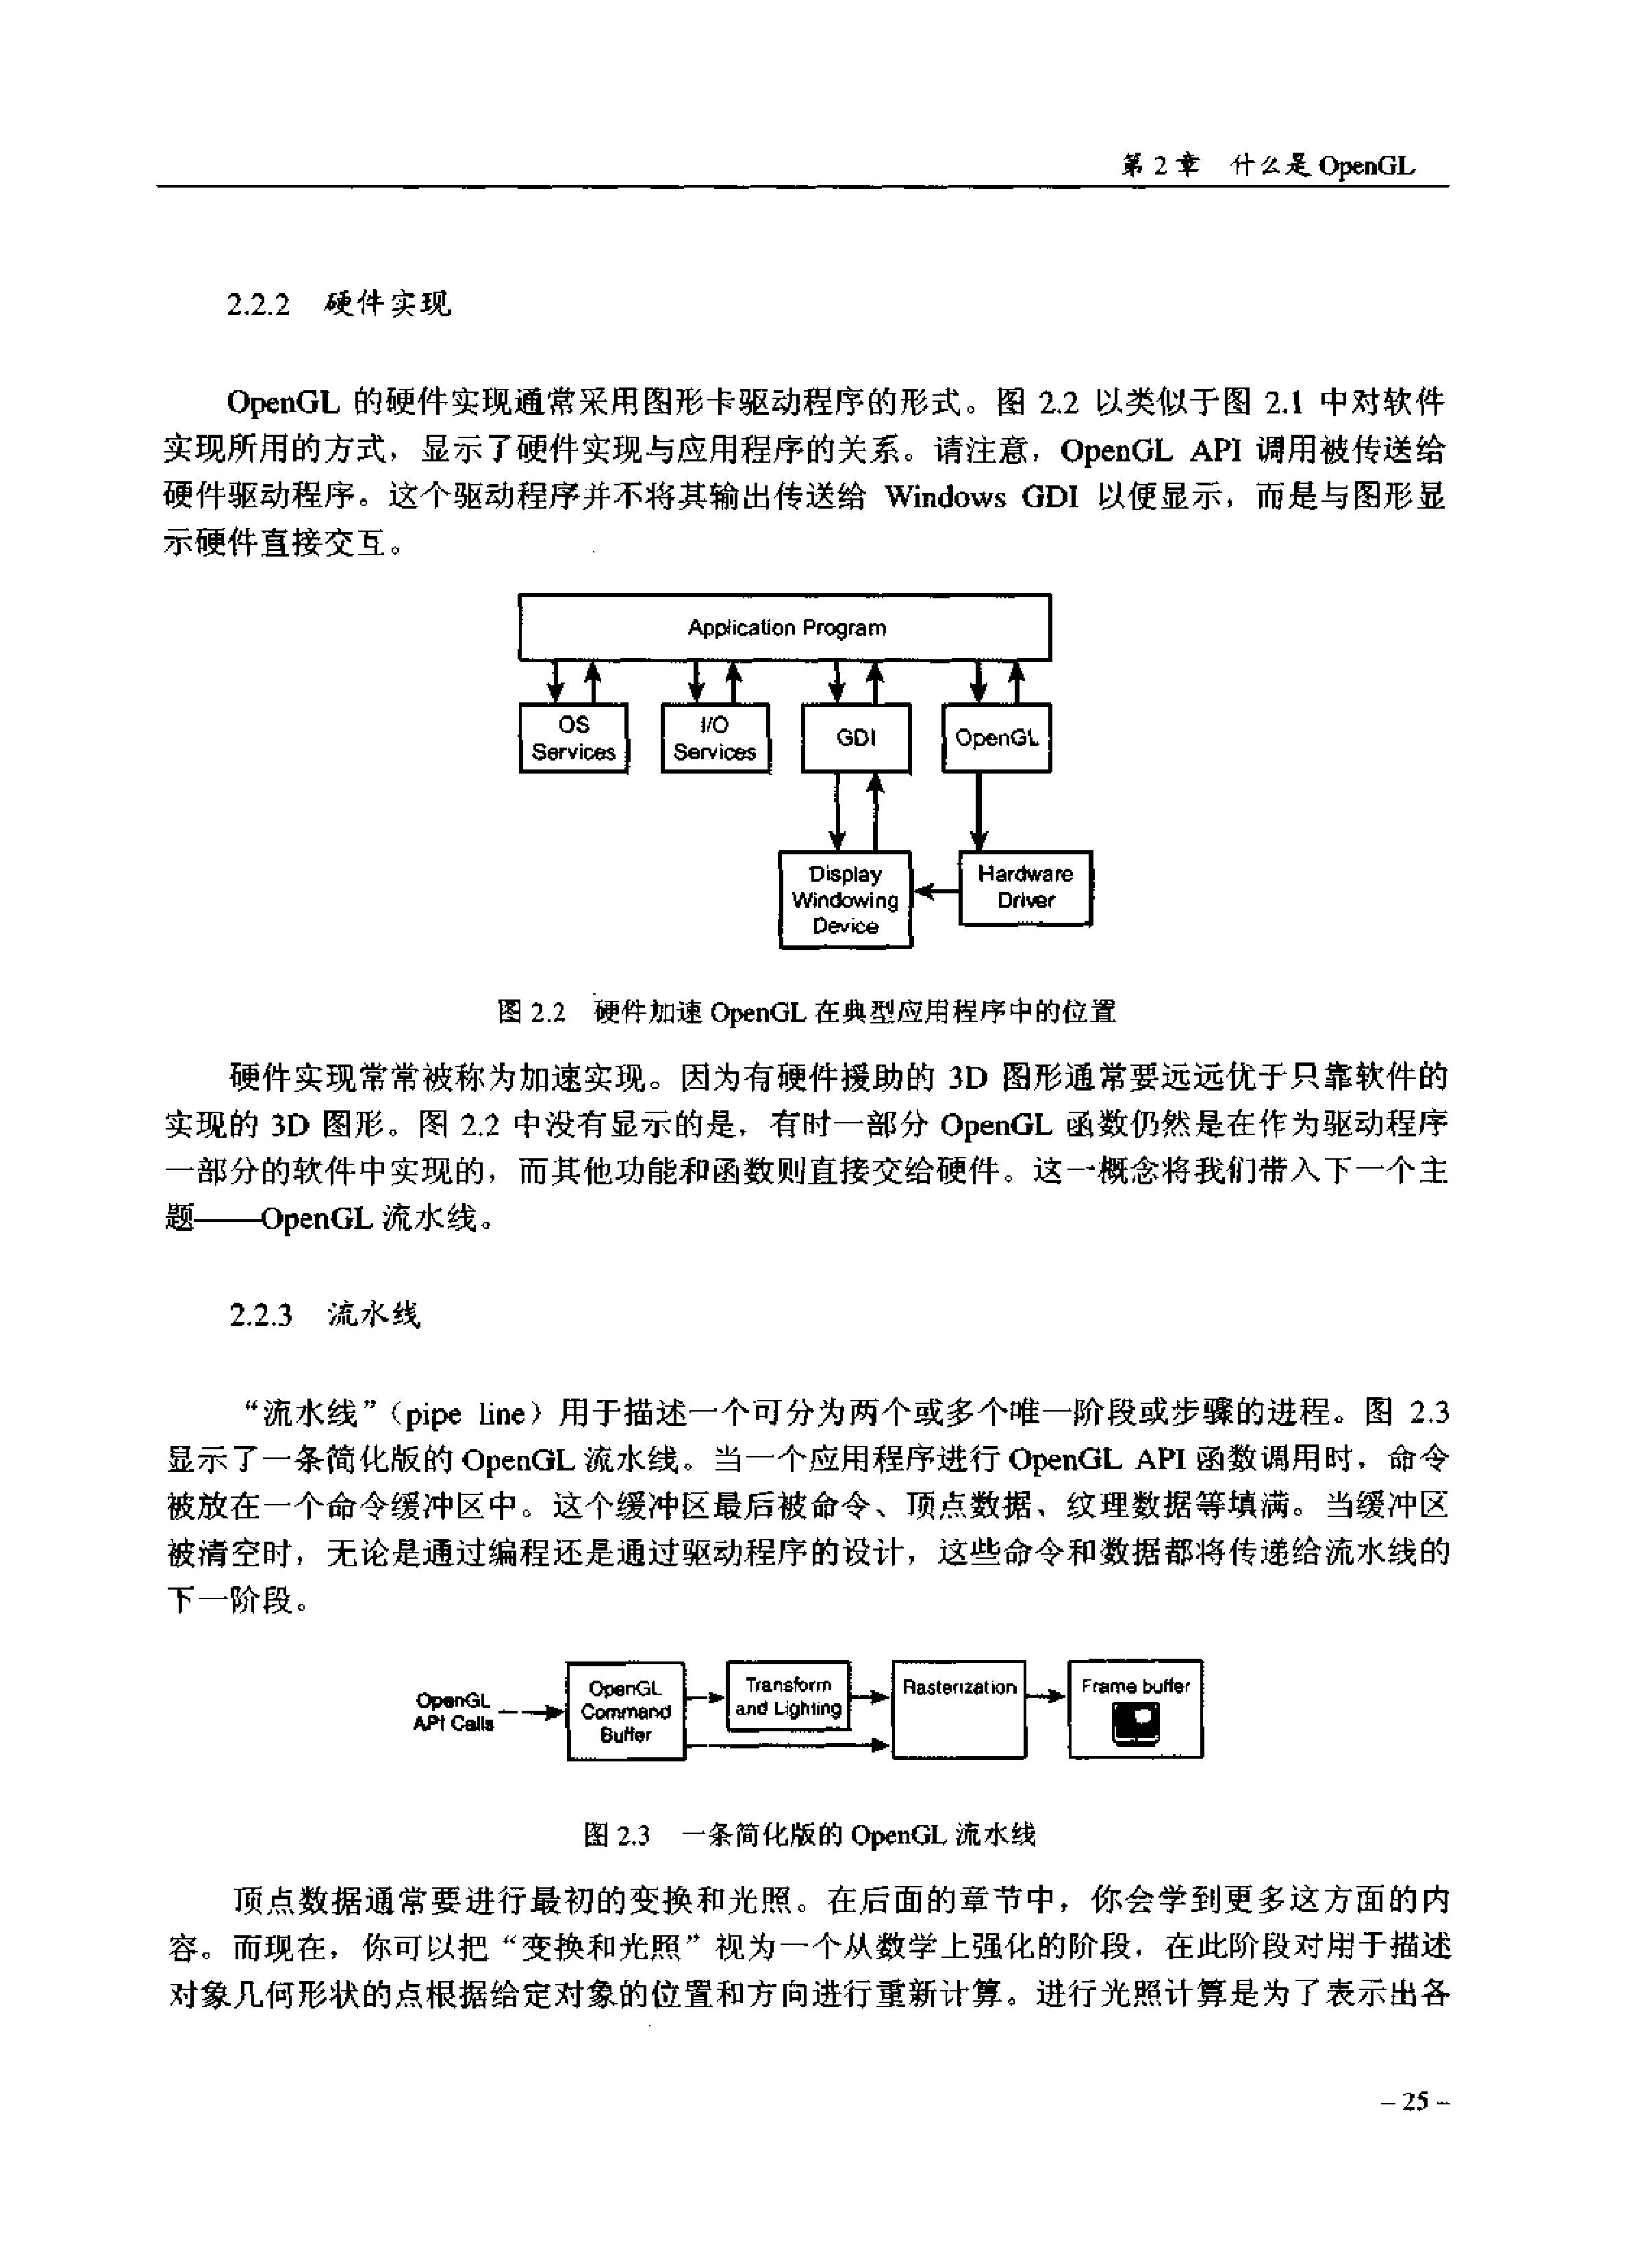 第 2 章 什么是 OpenGL
2.2.2 硬件实现
OpenGL 的硬件实现通常采用图形卡驱动程序的形式。图 2.2 以类似于图 2.1 中对软件
实现所用的方式，显示了硬件实现与应用程序的关系。请注意，OpenGL API 调用被传送给
硬件驱动程序。这个驱动程序并不将其输出传送给 Windows GDI 以便显示，而是与图形显
示硬件直接交互。
Application Program
OS
Services
I/O
Services
GDI
OpenGL
Display
Windowing
Device
Hardware
Driver
图 2.2 硬件加速 OpenGL 在典型应用程序中的位置
硬件实现常常被称为加速实现。因为有硬件援助的 3D 图形通常要远远优于只靠软件的
实现的 3D 图形。图 2.2 中没有显示的是，有时一部分 OpenGL 函数仍然是在作为驱动程序
一部分的软件中实现的，而其他功能和函数则直接交给硬件。这一概念将我们带入下一个主
题——OpenGL 流水线。
2.2.3 流水线
“流水线”（pipe line）用于描述一个可分为两个或多个唯一阶段或步骤的进程。图 2.3
显示了一条简化版的 OpenGL 流水线。当一个应用程序进行 OpenGL API 函数调用时，命令
被放在一个命令缓冲区中。这个缓冲区最后被命令、顶点数据、纹理数据等填满。当缓冲区
被清空时，无论是通过编程还是通过驱动程序的设计，这些命令和数据都将传递给流水线的
下一阶段。
OpenGL
API Calls
OpenGL
Command
Buffer
Transform
and Lighting
Rasterization
Frame buffer
图 2.3 一条简化版的 OpenGL 流水线
顶点数据通常要进行最初的变换和光照。在后面的章节中，你会学到更多这方面的内
容。而现在，你可以把“变换和光照”视为一个从数学上强化的阶段，在此阶段对用于描述
对象几何形状的点根据给定对象的位置和方向进行重新计算。进行光照计算是为了表示出各
– 25 –